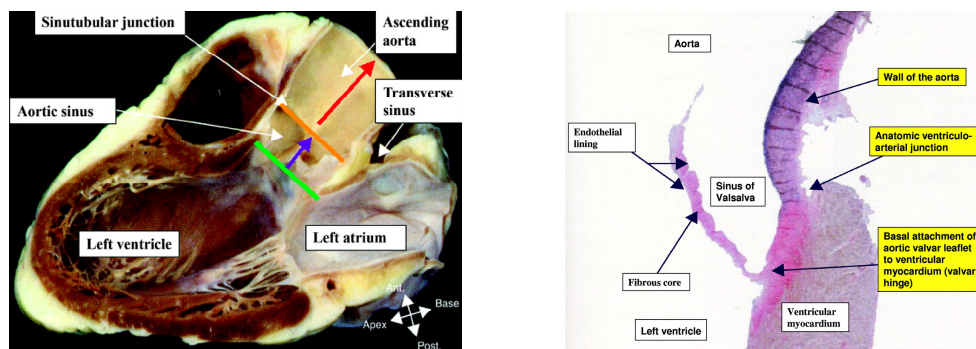 Sinutubular junction
Ascending
aorta
Aortic sinus
Transverse
sinus
Left ventricle
Left atrium
Ant.
Base
Apex
Post.
Aorta
Wall of the aorta
Endothelial
lining
Anatomic ventriculo-
arterial junction
Sinus of
Valsalva
Basal attachment of
aortic valvar leaflet
to ventricular
myocardium (valvar
hinge)
Fibrous core
Ventricular
myocardium
Left ventricle